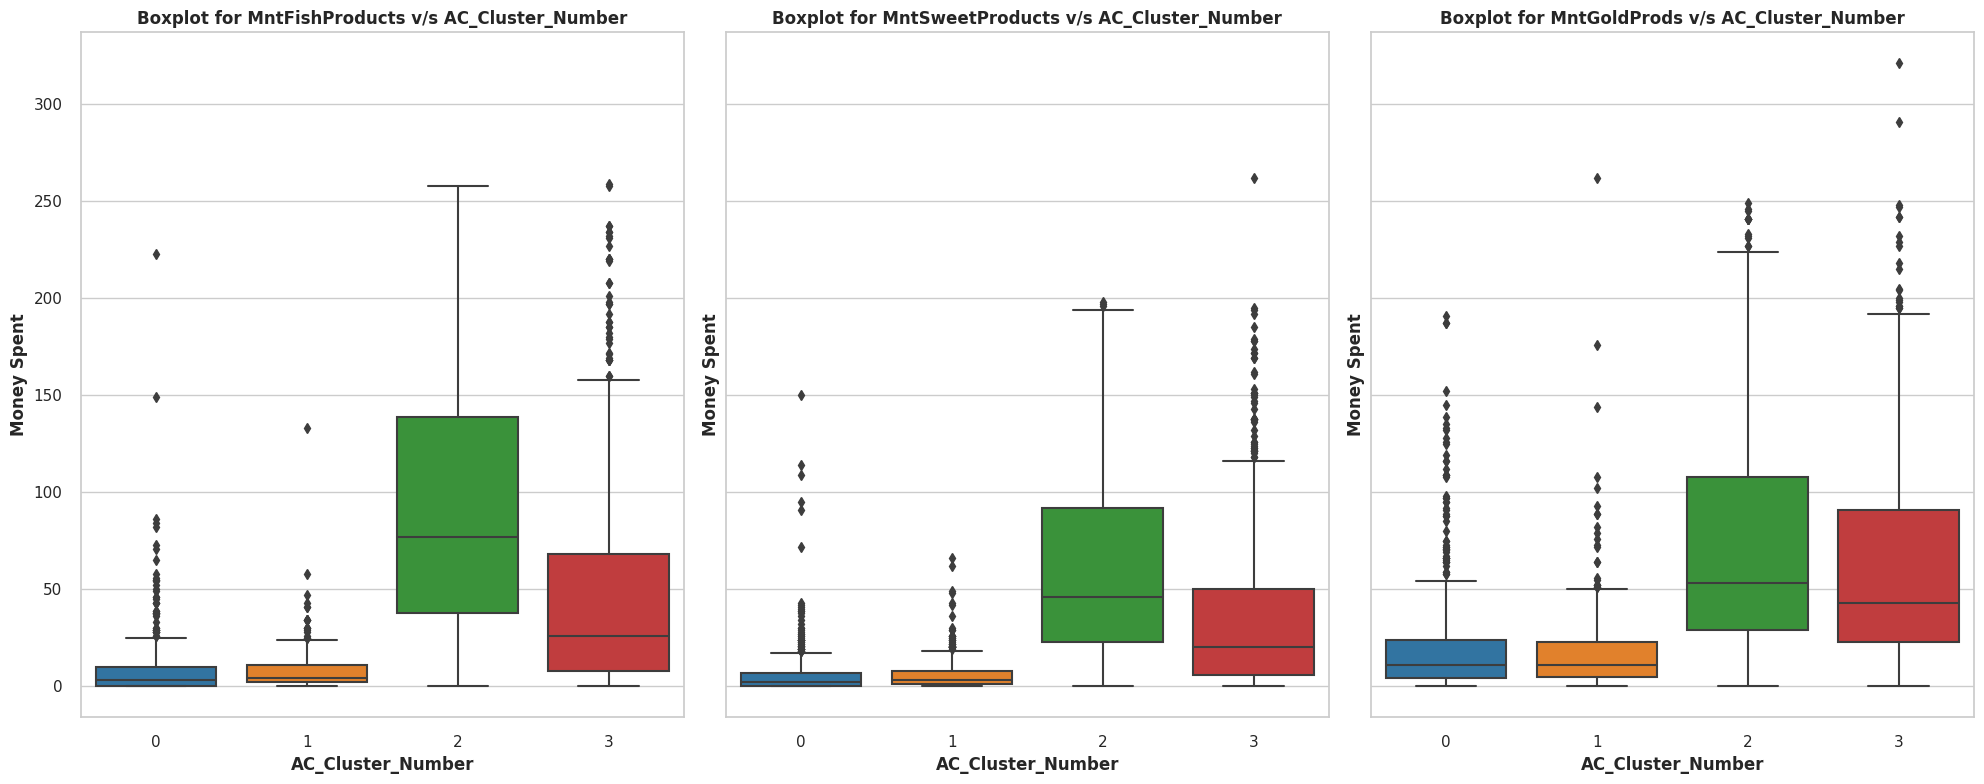 Boxplot for MntFishProducts v/s AC_Cluster_Number
Boxplot for MntSweetProducts v/s AC_Cluster_Number
Boxplot for MntGoldProds v/s AC_Cluster_Number
300
250
200
150
100
50
0
Money Spent
Money Spent
Money Spent
0 1 2 3
0 1 2 3
0 1 2 3
AC_Cluster_Number
AC_Cluster_Number
AC_Cluster_Number